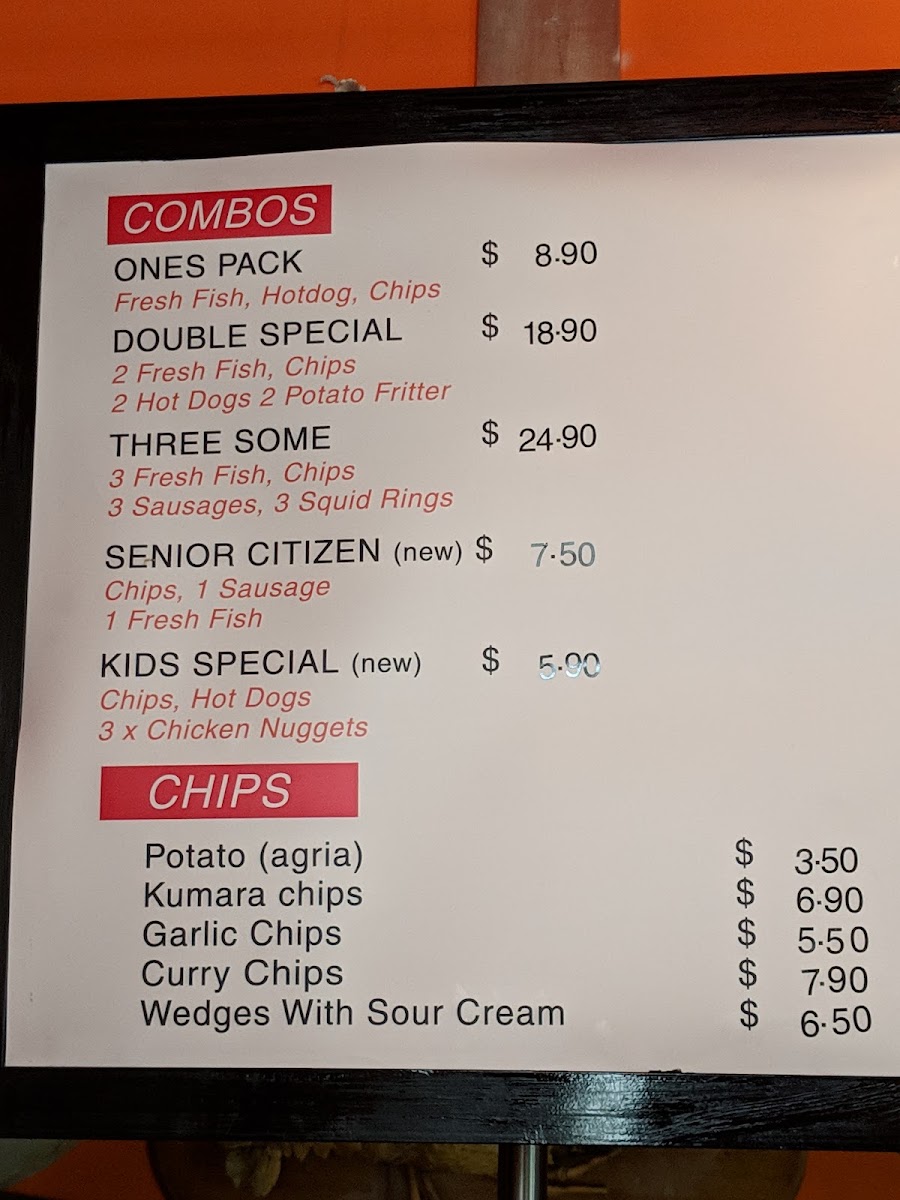 COMBOS
ONES PACK $ 8.90
Fresh Fish, Hotdog, Chips
DOUBLE SPECIAL $ 18.90
2 Fresh Fish, Chips
2 Hot Dogs 2 Potato Fritter
THREE SOME $ 24.90
3 Fresh Fish, Chips
3 Sausages, 3 Squid Rings
SENIOR CITIZEN (new) $ 7.50
Chips, 1 Sausage
1 Fresh Fish
KIDS SPECIAL (new) $ 5.90
Chips, Hot Dogs
3 x Chicken Nuggets
CHIPS
Potato (agria) $ 3.50
Kumara chips $ 6.90
Garlic Chips $ 5.50
Curry Chips $ 7.90
Wedges With Sour Cream $ 6.50